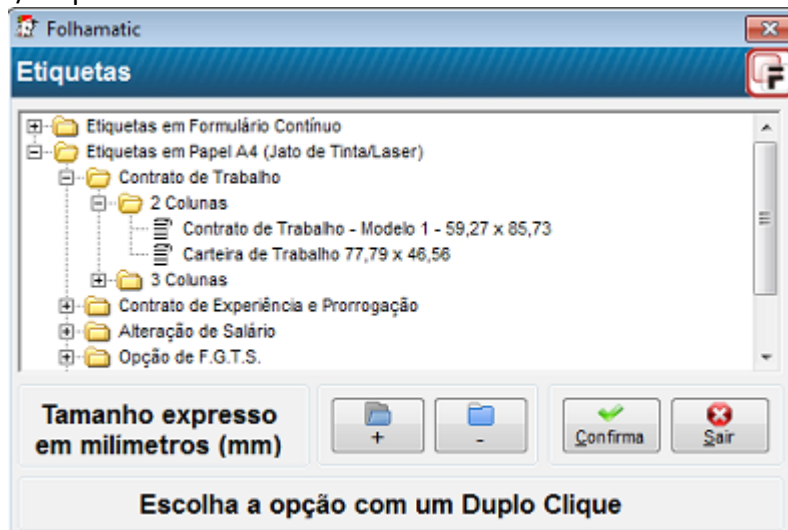 Folhamatic
Etiquetas
Etiquetas em Formulário Contínuo
Etiquetas em Papel A4 (Jato de Tinta/Laser)
Contrato de Trabalho
2 Colunas
Contrato de Trabalho - Modelo 1 - 59,27 x 85,73
Carteira de Trabalho 77,79 x 46,56
3 Colunas
Contrato de Experiência e Prorrogação
Alteração de Salário
Opção de F.G.T.S.
Tamanho expresso
em milímetros (mm)
+
-
Confirma
Sair
Escolha a opção com um Duplo Clique